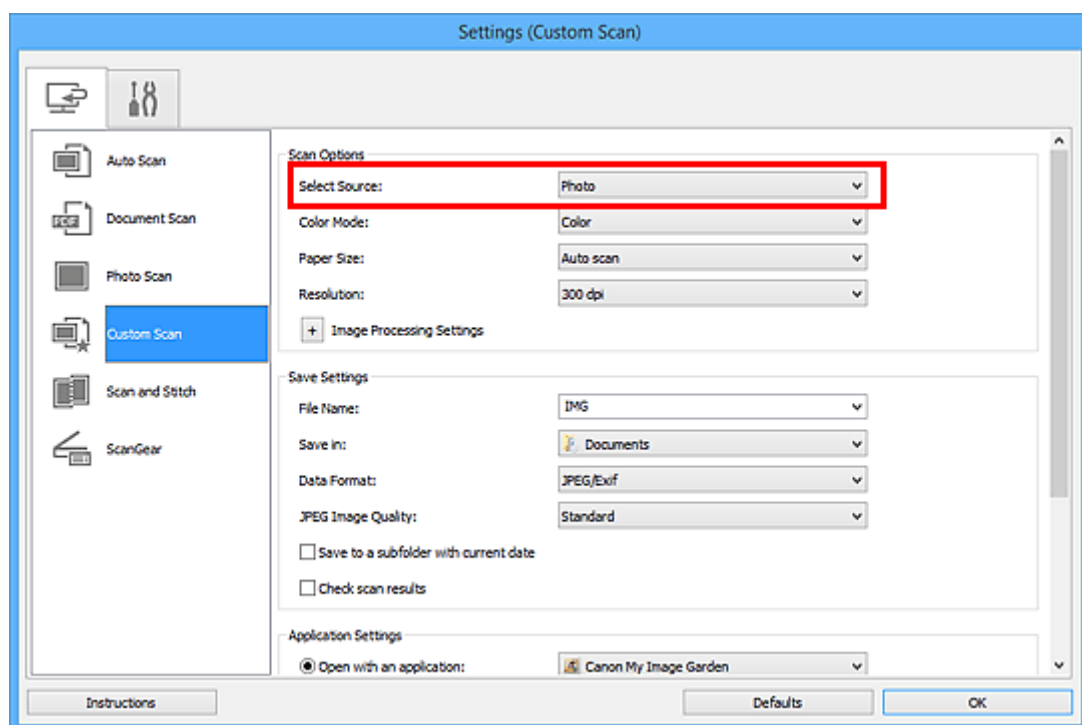 Settings (Custom Scan)
Auto Scan
Document Scan
Photo Scan
Custom Scan
Scan and Stitch
ScanGear
Scan Options
Select Source: Photo
Color Mode: Color
Paper Size: Auto scan
Resolution: 300 dpi
+ Image Processing Settings
Save Settings
File Name: IMG
Save in: Documents
Data Format: JPEG/Exif
JPEG Image Quality: Standard
Save to a subfolder with current date
Check scan results
Application Settings
Open with an application: Canon My Image Garden
Instructions Defaults OK